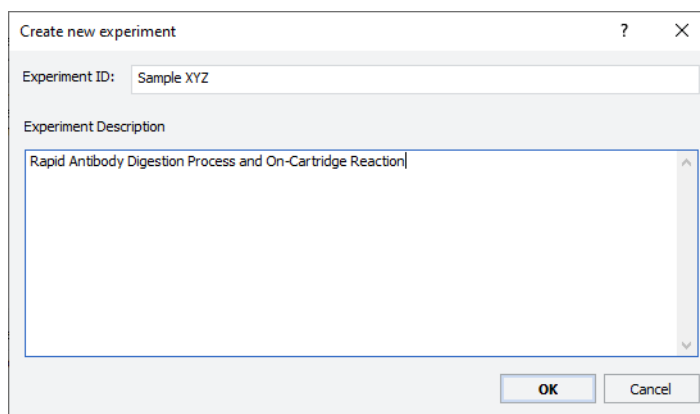 Create new experiment
Experiment ID: Sample XYZ
Experiment Description
Rapid Antibody Digestion Process and On-Cartridge Reaction
OK Cancel